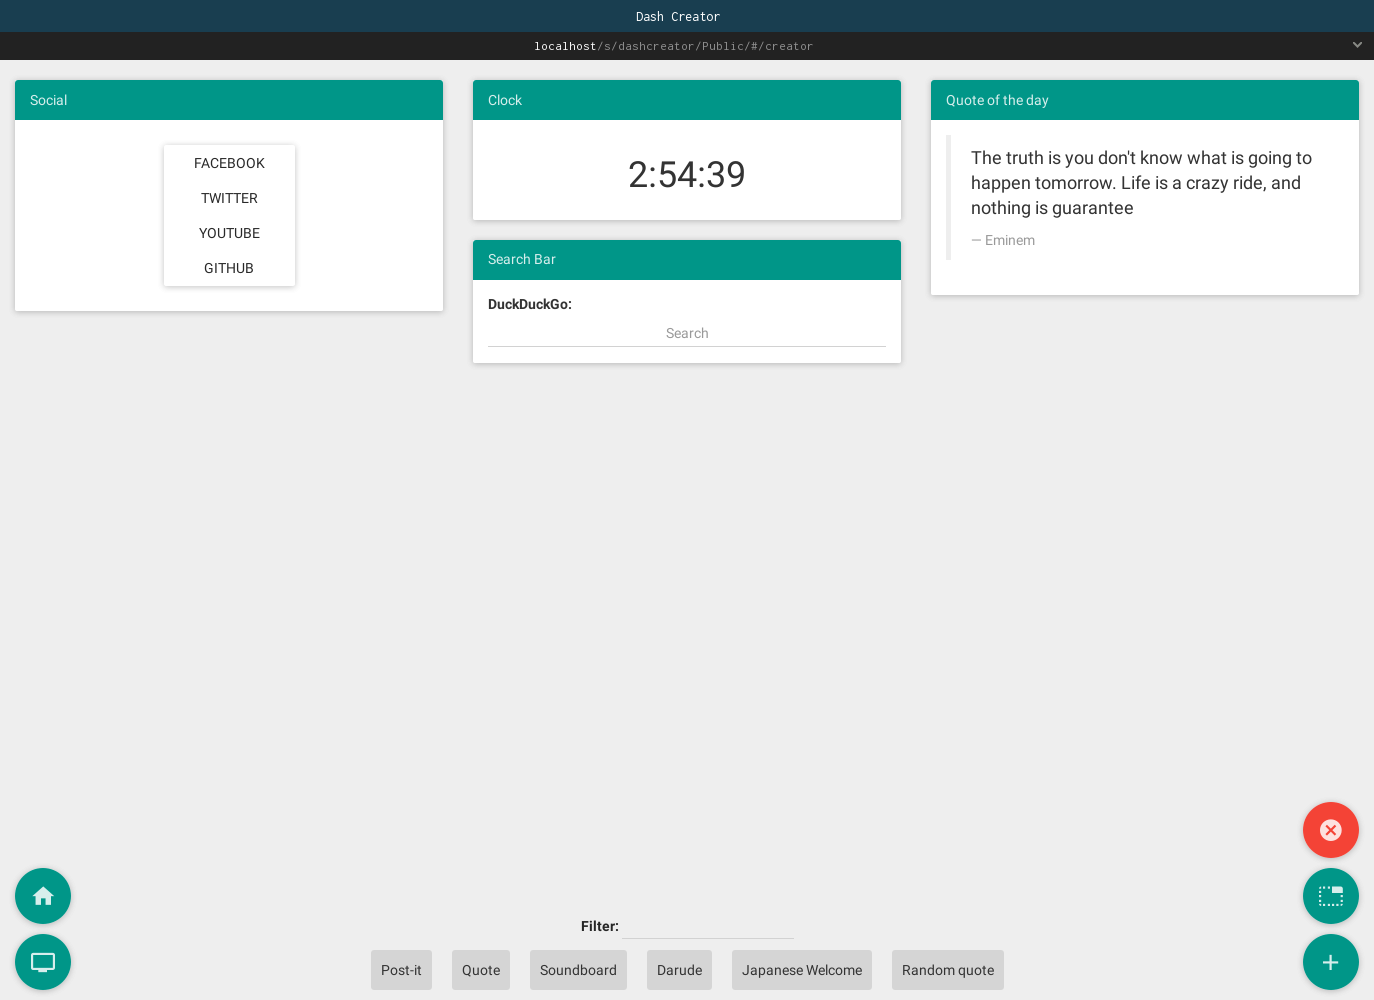 Dash Creator
localhost/s/dashcreator/Public/#/creator
Social
FACEBOOK
TWITTER
YOUTUBE
GITHUB
Clock
2:54:39
Search Bar
DuckDuckGo:
Search
Quote of the day
The truth is you don't know what is going to
happen tomorrow. Life is a crazy ride, and
nothing is guarantee
— Eminem
Filter:
Post-it Quote Soundboard Darude Japanese Welcome Random quote